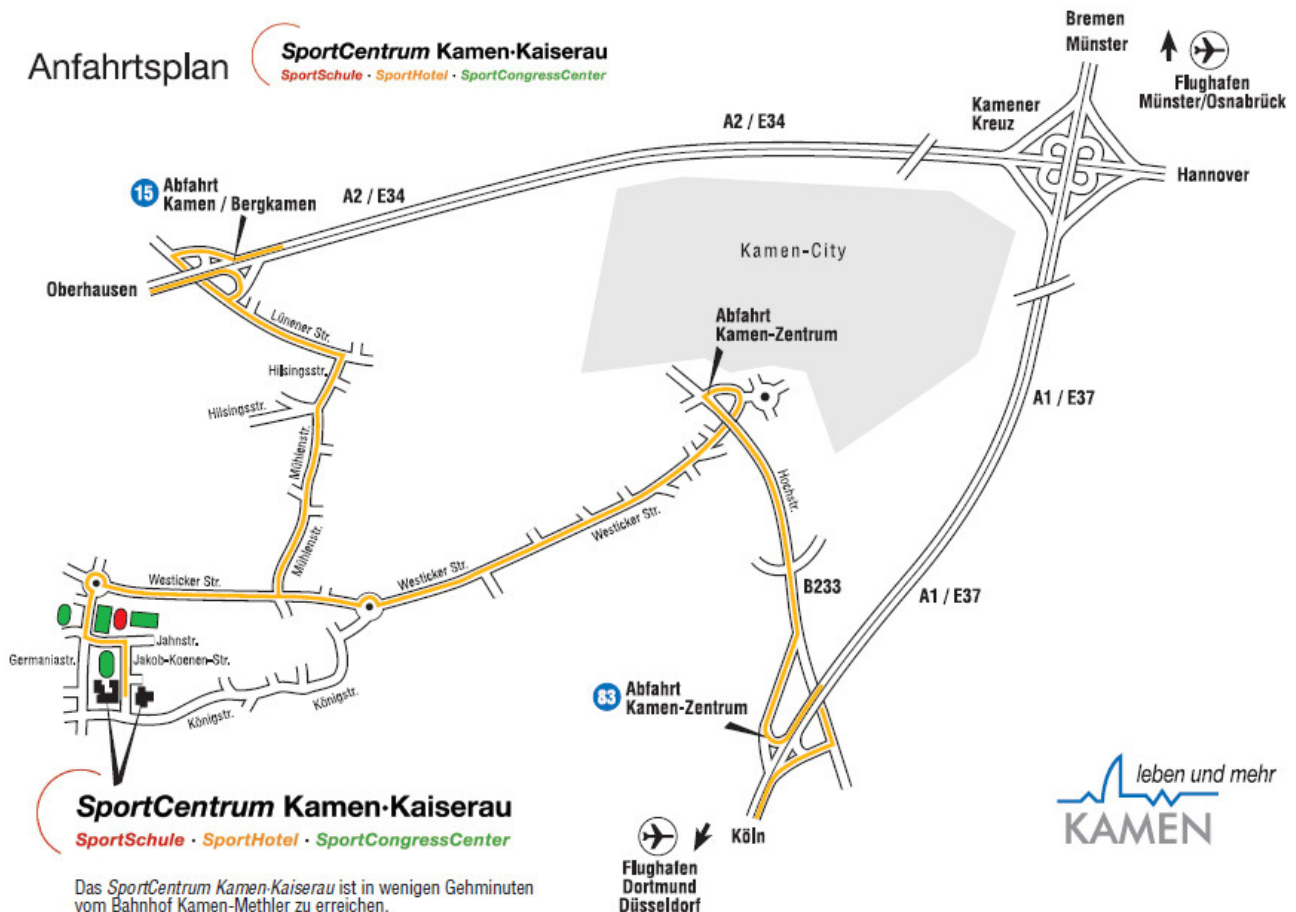 Anfahrtsplan
SportCentrum Kamen·Kaiserau
SportSchule · SportHotel · SportCongressCenter
Bremen
Münster
Flughafen
Münster/Osnabrück
Kamener
Kreuz
A2 / E34
Hannover
15
Abfahrt
Kamen / Bergkamen
A2 / E34
Kamen-City
Oberhausen
Lünener Str.
Abfahrt
Kamen-Zentrum
Hilsingsstr.
Hilsingsstr.
A1 / E37
Mühlenstr.
Hochstr.
Westicker Str.
Mühlenstr.
Westicker Str.
Westicker Str.
B233
A1 / E37
Jahnstr.
Germaniastr.
Jakob-Koenen-Str.
Königstr.
Königstr.
83
Abfahrt
Kamen-Zentrum
SportCentrum Kamen·Kaiserau
SportSchule · SportHotel · SportCongressCenter
Köln
Flughafen
Dortmund
Düsseldorf
leben und mehr
KAMEN
Das SportCentrum Kamen-Kaiserau ist in wenigen Gehminuten
vom Bahnhof Kamen-Methler zu erreichen.